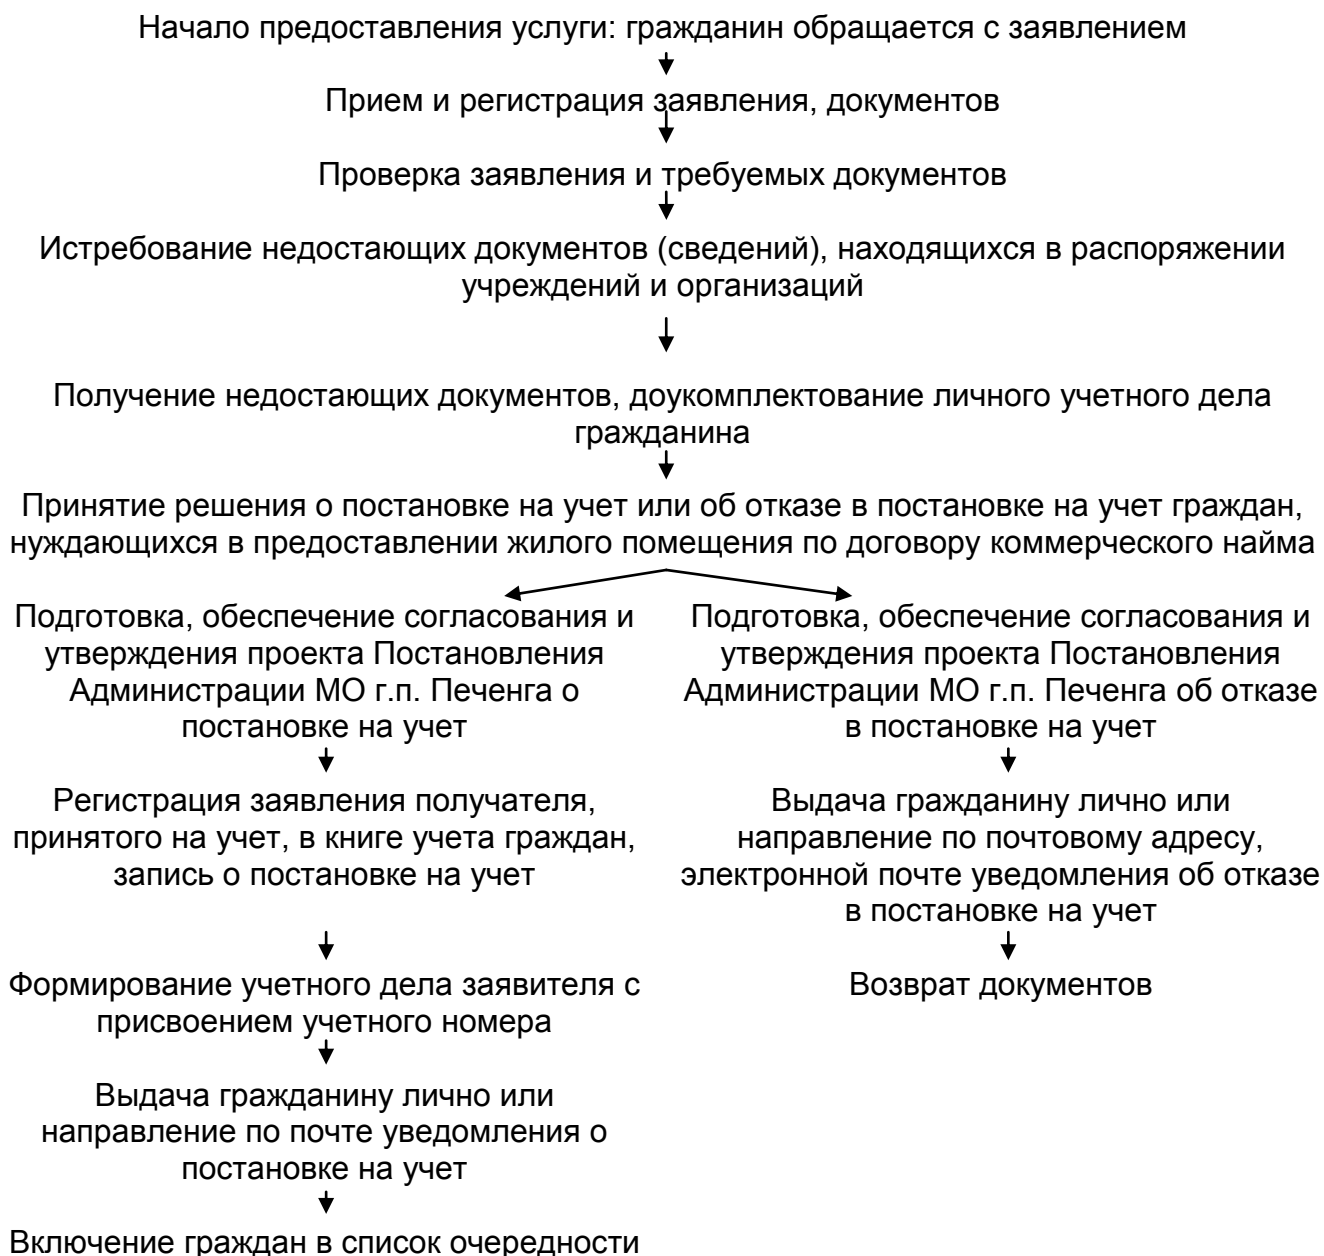 Начало предоставления услуги: гражданин обращается с заявлением
Прием и регистрация заявления, документов
Проверка заявления и требуемых документов
Истребование недостающих документов (сведений), находящихся в распоряжении
учреждений и организаций
Получение недостающих документов, доукомплектование личного учетного дела
гражданина
Принятие решения о постановке на учет или об отказе в постановке на учет граждан,
нуждающихся в предоставлении жилого помещения по договору коммерческого найма
Подготовка, обеспечение согласования и
утверждения проекта Постановления
Администрации МО г.п. Печенга о
постановке на учет
Регистрация заявления получателя,
принятого на учет, в книге учета граждан,
запись о постановке на учет
Формирование учетного дела заявителя с
присвоением учетного номера
Выдача гражданину лично или
направление по почте уведомления о
постановке на учет
Включение граждан в список очередности
Подготовка, обеспечение согласования и
утверждения проекта Постановления
Администрации МО г.п. Печенга об отказе
в постановке на учет
Выдача гражданину лично или
направление по почтовому адресу,
электронной почте уведомления об отказе
в постановке на учет
Возврат документов